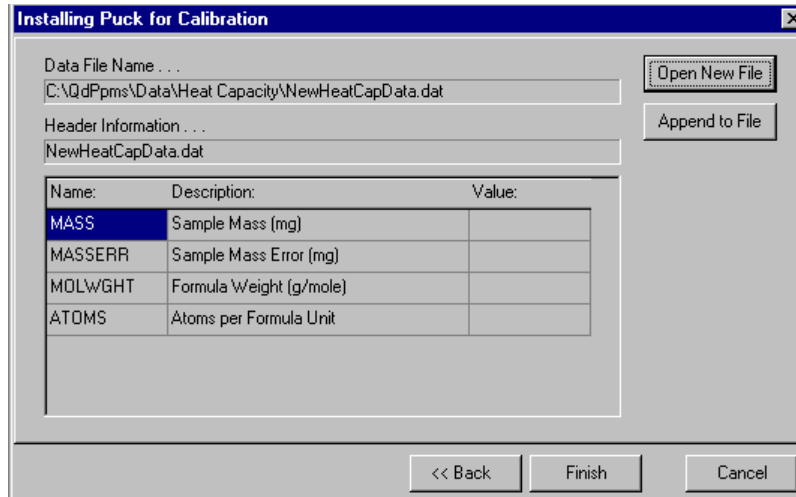 Installing Puck for Calibration
Data File Name . . .
C:\QdPpms\Data\Heat Capacity\NewHeatCapData.dat
Open New File
Header Information . . .
Append to File
NewHeatCapData.dat
Name: Description: Value:
MASS Sample Mass (mg)
MASSERR Sample Mass Error (mg)
MOLWGHT Formula Weight (g/mole)
ATOMS Atoms per Formula Unit
<< Back Finish Cancel